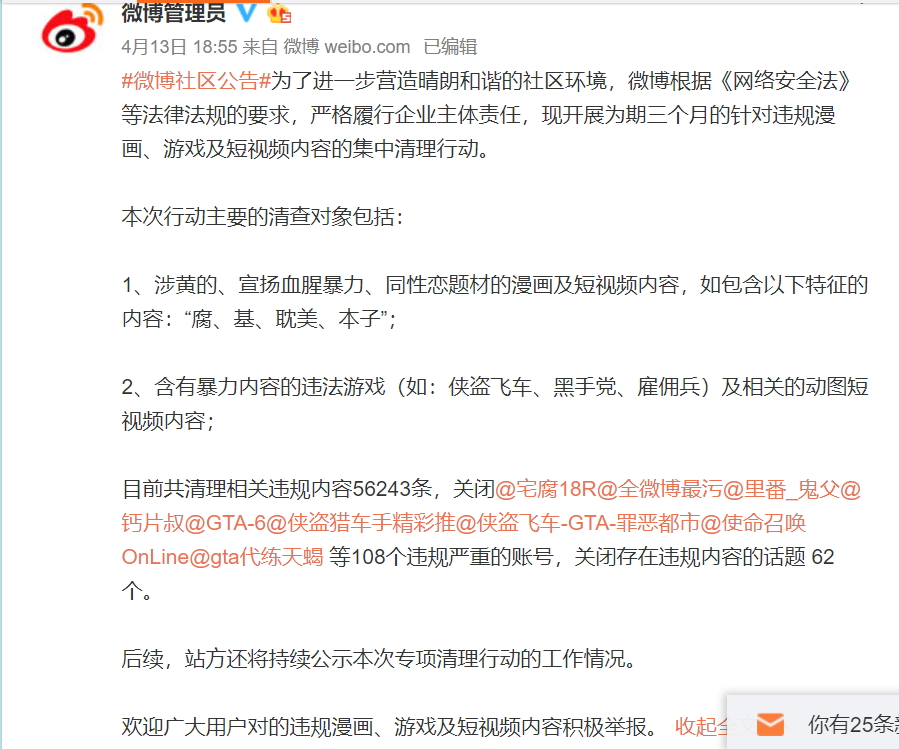 微博管理员
4月13日 18:55 来自 微博 weibo.com 已编辑
#微博社区公告#为了进一步营造晴朗和谐的社区环境，微博根据《网络安全法》
等法律法规的要求，严格履行企业主体责任，现开展为期三个月的针对违规漫
画、游戏及短视频内容的集中清理行动。
本次行动主要的清查对象包括：
1、涉黄的、宣扬血腥暴力、同性恋题材的漫画及短视频内容，如包含以下特征的
内容：“腐、基、耽美、本子”；
2、含有暴力内容的违法游戏（如：侠盗飞车、黑手党、雇佣兵）及相关的动图短
视频内容；
目前共清理相关违规内容56243条，关闭@宅腐18R@全微博最污@里番_鬼父@
钙片叔@GTA-6@侠盗猎车手精彩推@侠盗飞车-GTA-罪恶都市@使命召唤
OnLine@gta代练天蝎 等108个违规严重的账号，关闭存在违规内容的话题 62
个。
后续，站方还将持续公示本次专项清理行动的工作情况。
欢迎广大用户对的违规漫画、游戏及短视频内容积极举报。 收起全
你有25条